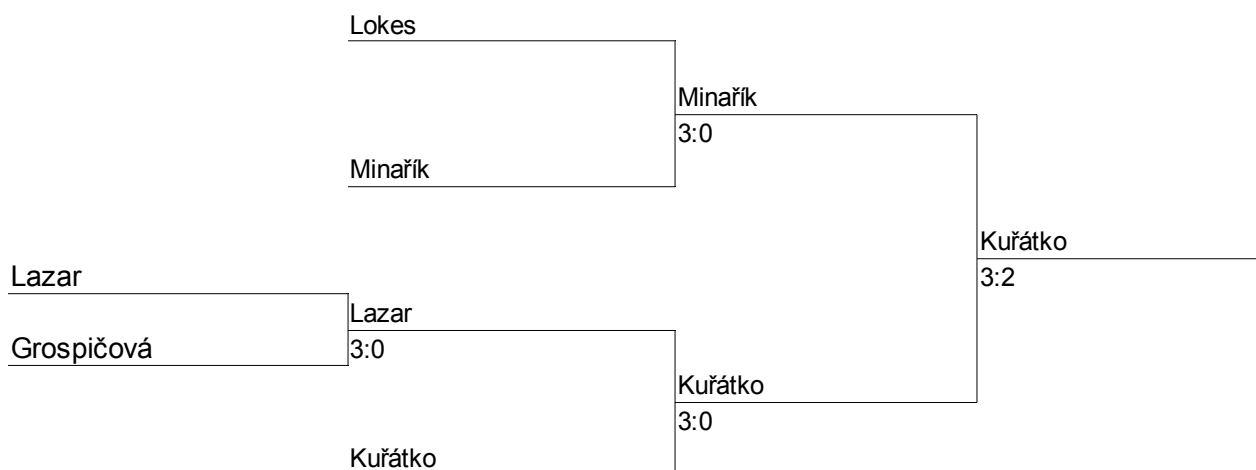 Lokes
Minařík
3:0
Minařík
Kuřátko
3:2
Lazar
Lazar
3:0
Grospičová
Kuřátko
3:0
Kuřátko